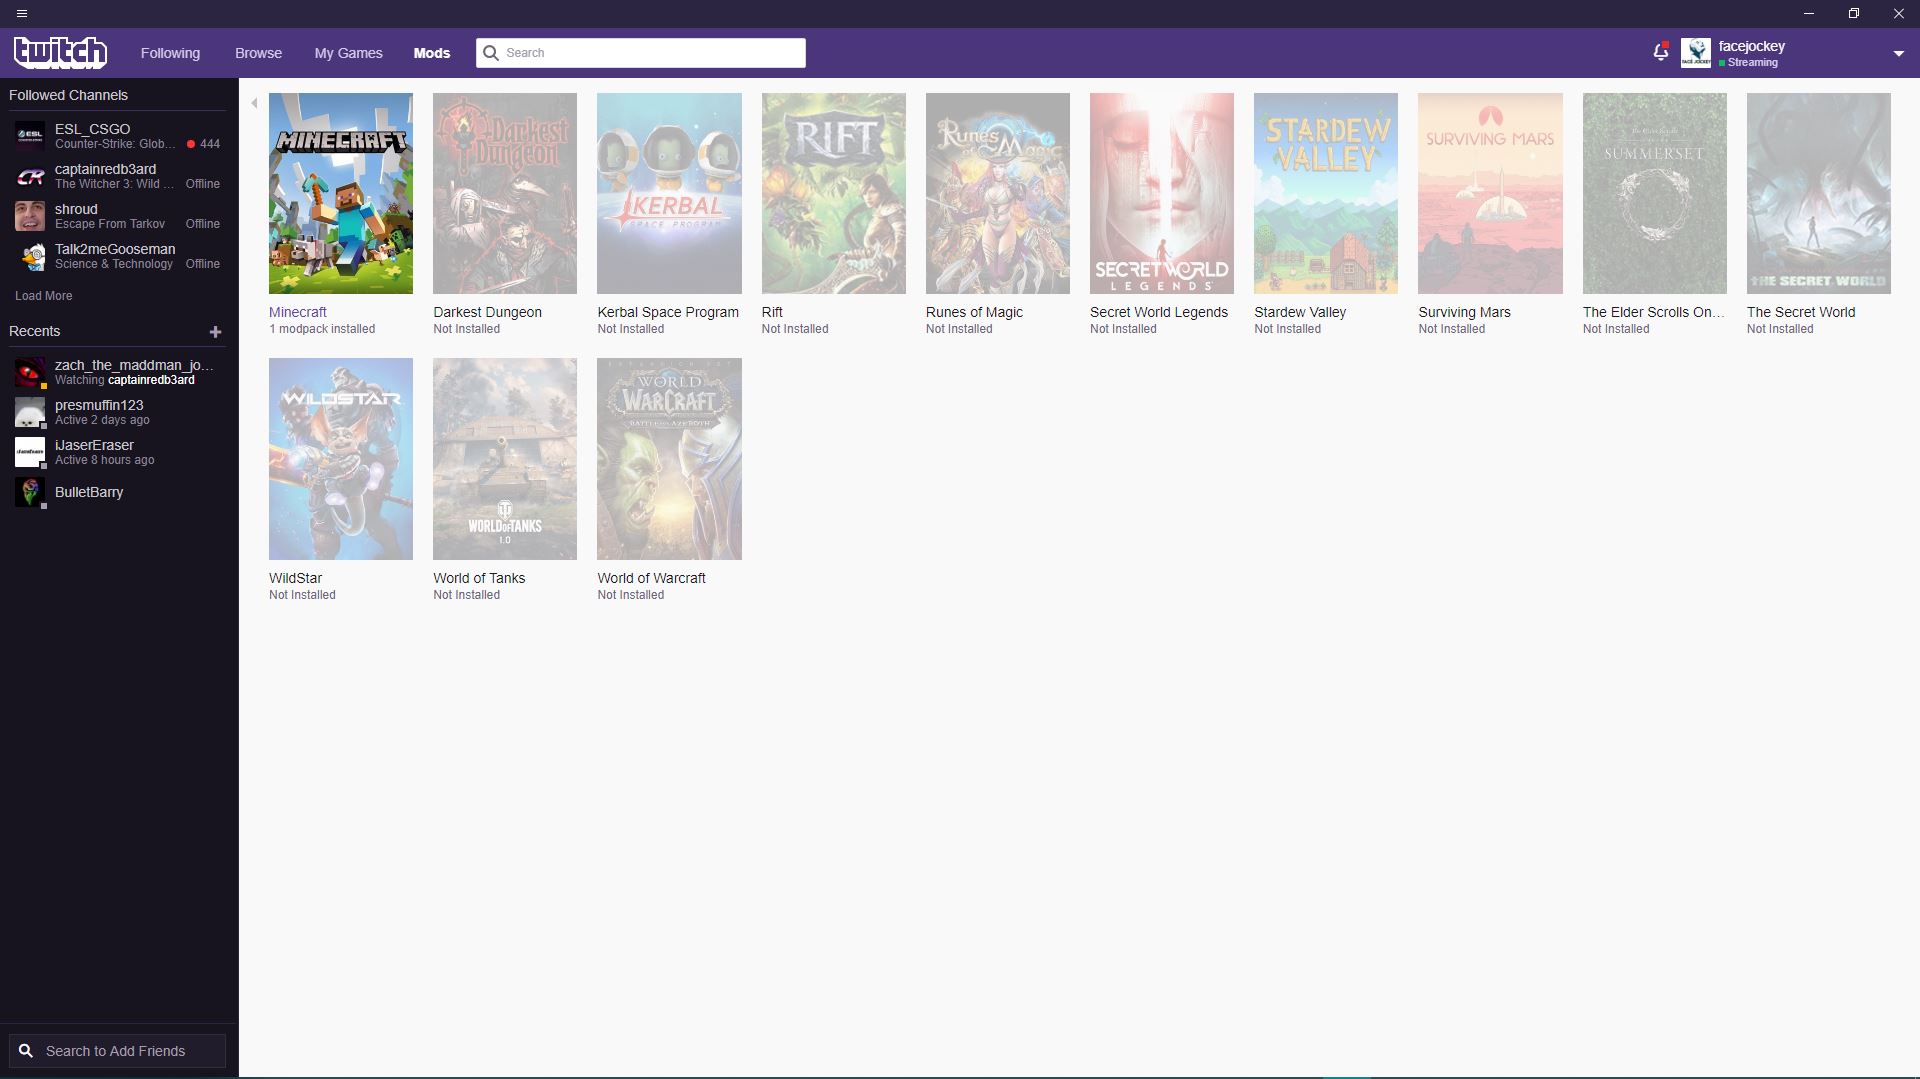 twitch
Following
Browse
My Games
Mods
Search
facejockey
Streaming
Followed Channels
ESL_CSGO
Counter-Strike: Glob...
444
captainredb3ard
The Witcher 3: Wild ...
Offline
shroud
Escape From Tarkov
Offline
Talk2meGooseman
Science & Technology
Offline
Load More
Recents
zach_the_maddman_jo...
Watching captainredb3ard
presmuffin123
Active 2 days ago
iJaserEraser
Active 8 hours ago
BulletBarry
Search to Add Friends
MINECRAFT
Minecraft
1 modpack installed
Darkest
Dungeon
Darkest Dungeon
Not Installed
KERBAL
SPACE PROGRAM
Kerbal Space Program
Not Installed
RIFT
Rift
Not Installed
Runes
of Magic
Runes of Magic
Not Installed
SECRET WORLD
LEGENDS
Secret World Legends
Not Installed
STARDEW
VALLEY
Stardew Valley
Not Installed
SURVIVING MARS
Surviving Mars
Not Installed
The Elder Scrolls
SUMMERSET
The Elder Scrolls On...
Not Installed
THE SECRET WORLD
The Secret World
Not Installed
WILDSTAR
WildStar
Not Installed
WORLD OF TANKS
1.0
World of Tanks
Not Installed
WORLD
OF
WARCRAFT
BATTLE FOR AZEROTH
World of Warcraft
Not Installed